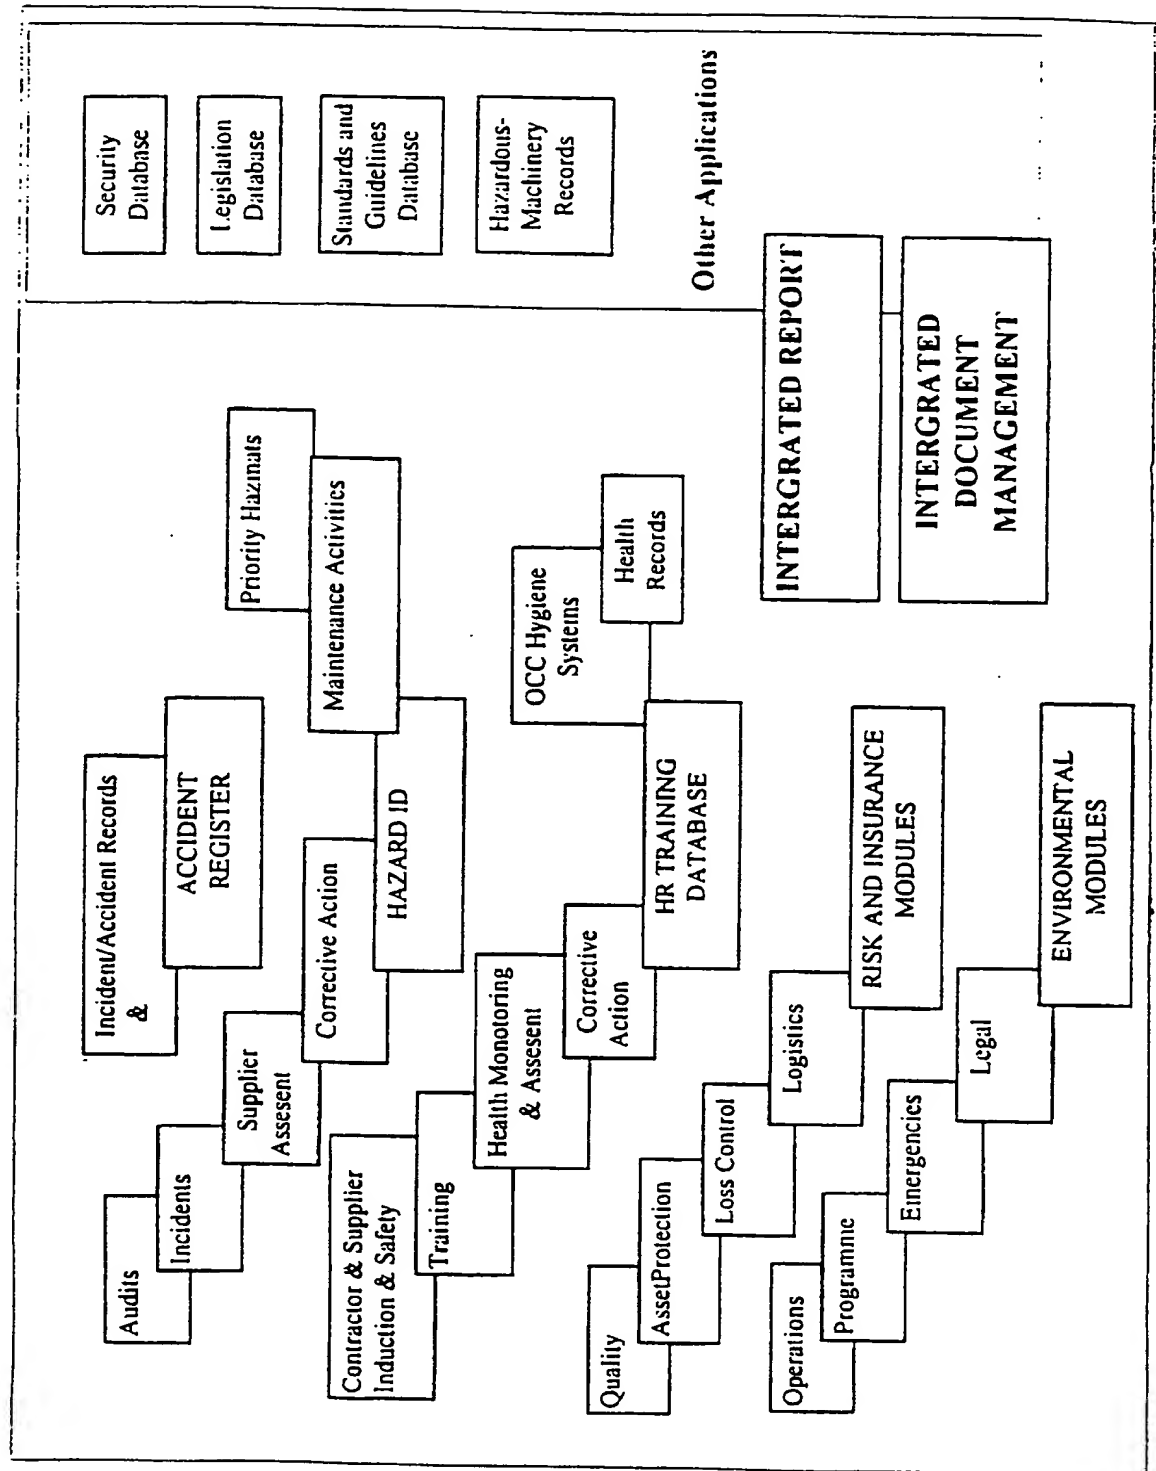 Audits
Incidents
Supplier
Assesent
Corrective Action
HAZARD ID
Maintenance Activities
Priority Hazmats
Incident/Accident Records
&
ACCIDENT
REGISTER
Contractor & Supplier
Induction & Safety
Training
Health Monotoring
& Assesent
Corrective
Action
HR TRAINING
DATABASE
OCC Hygiene
Systems
Health
Records
Quality
AssetProtection
Loss Control
Logistics
RISK AND INSURANCE
MODULES
Operations
Programme
Emergencies
Legal
ENVIRONMENTAL
MODULES
Security
Database
Legislation
Database
Standards and
Guidelines
Database
Hazardous-
Machinery
Records
Other Applications
INTERGRATED REPORT
INTERGRATED
DOCUMENT
MANAGEMENT